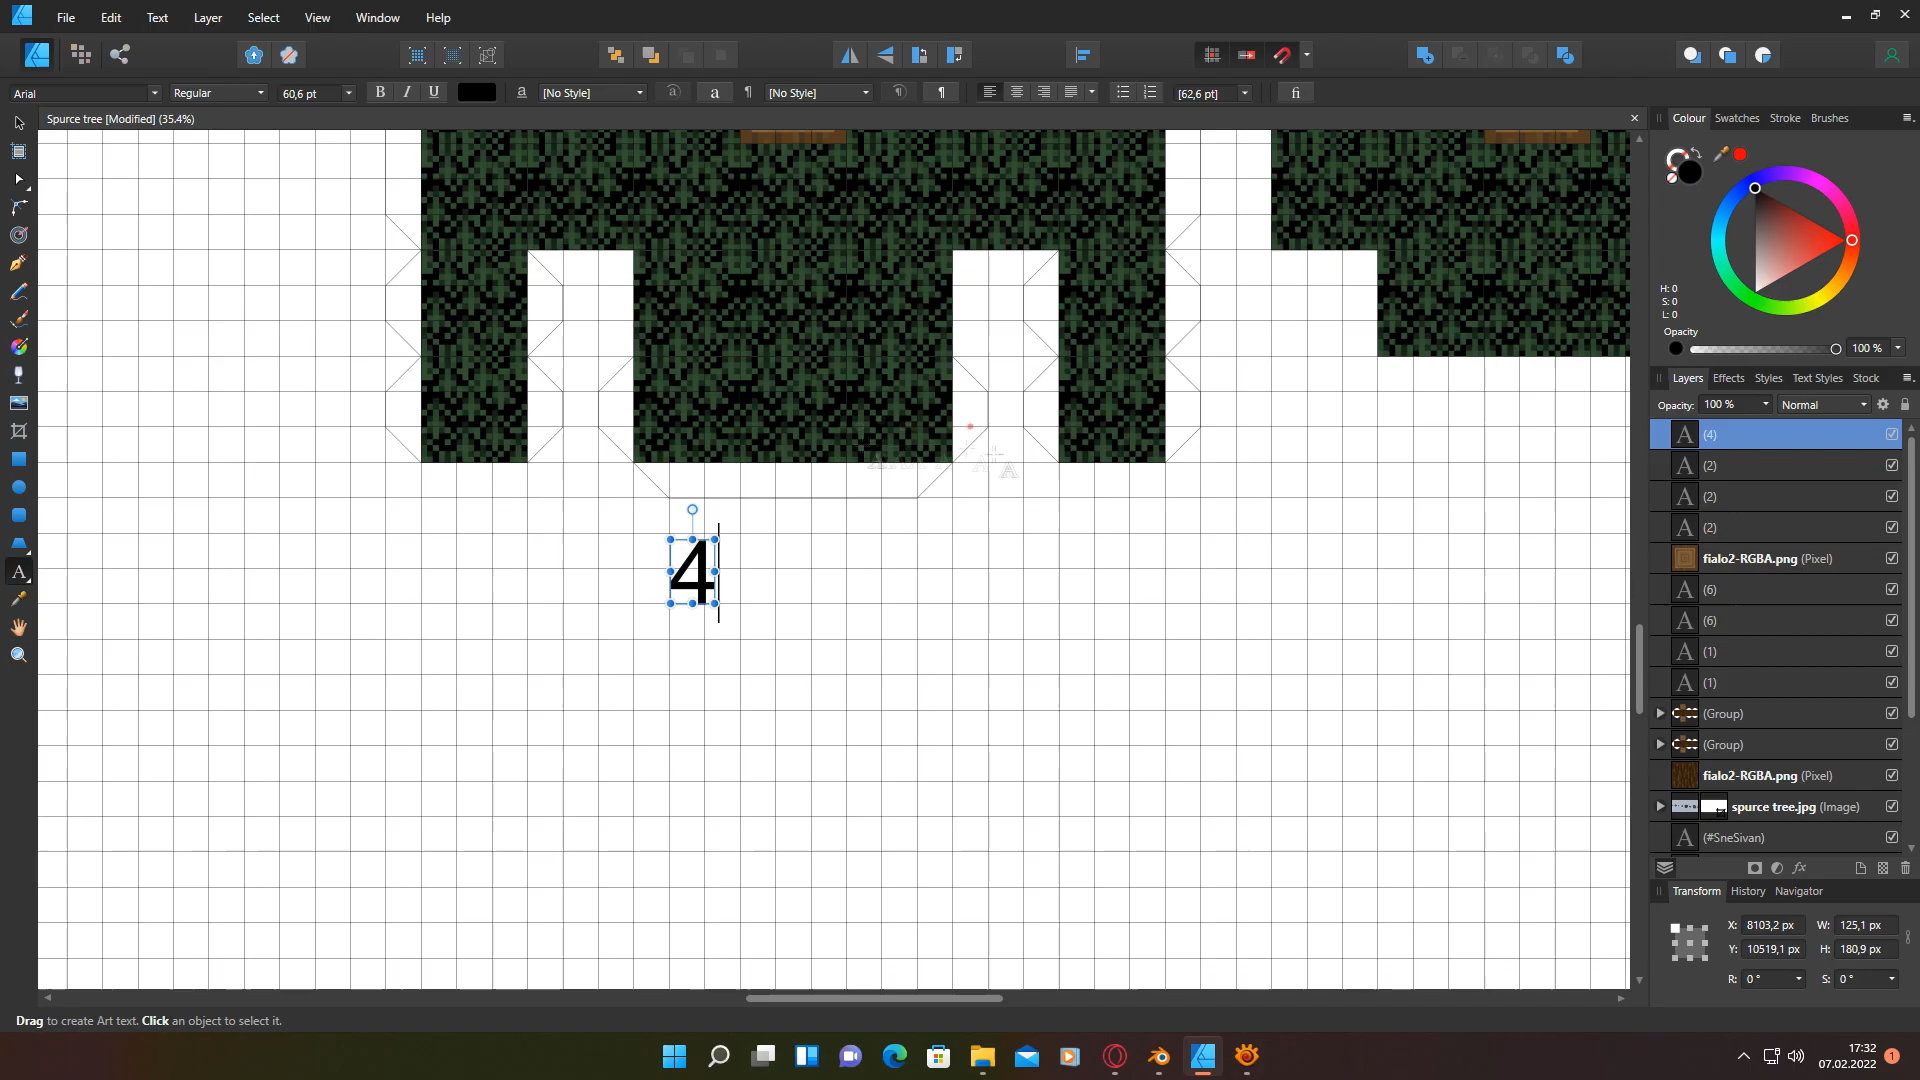 File Edit Text Layer Select View Window Help
Arial Regular 60,6 pt B I U a [No Style] a a ¶ [No Style] ¶ [62,6 pt] fi
Spurce tree [Modified] (35.4%)
4
Colour Swatches Stroke Brushes
H: 0
S: 0
L: 0
Opacity
100 %
Layers Effects Styles Text Styles Stock
Opacity: 100 % Normal
A (4)
A (2)
A (2)
A (2)
fialo2-RGBA.png (Pixel)
A (6)
A (6)
A (1)
A (1)
(Group)
(Group)
fialo2-RGBA.png (Pixel)
spurce tree.jpg (Image)
A (#SneSivan)
fx
Transform History Navigator
X: 8103,2 px W: 125,1 px
Y: 10519,1 px H: 180,9 px
R: 0 ° S: 0 °
Drag to create Art text. Click an object to select it.
17:32
07.02.2022
1